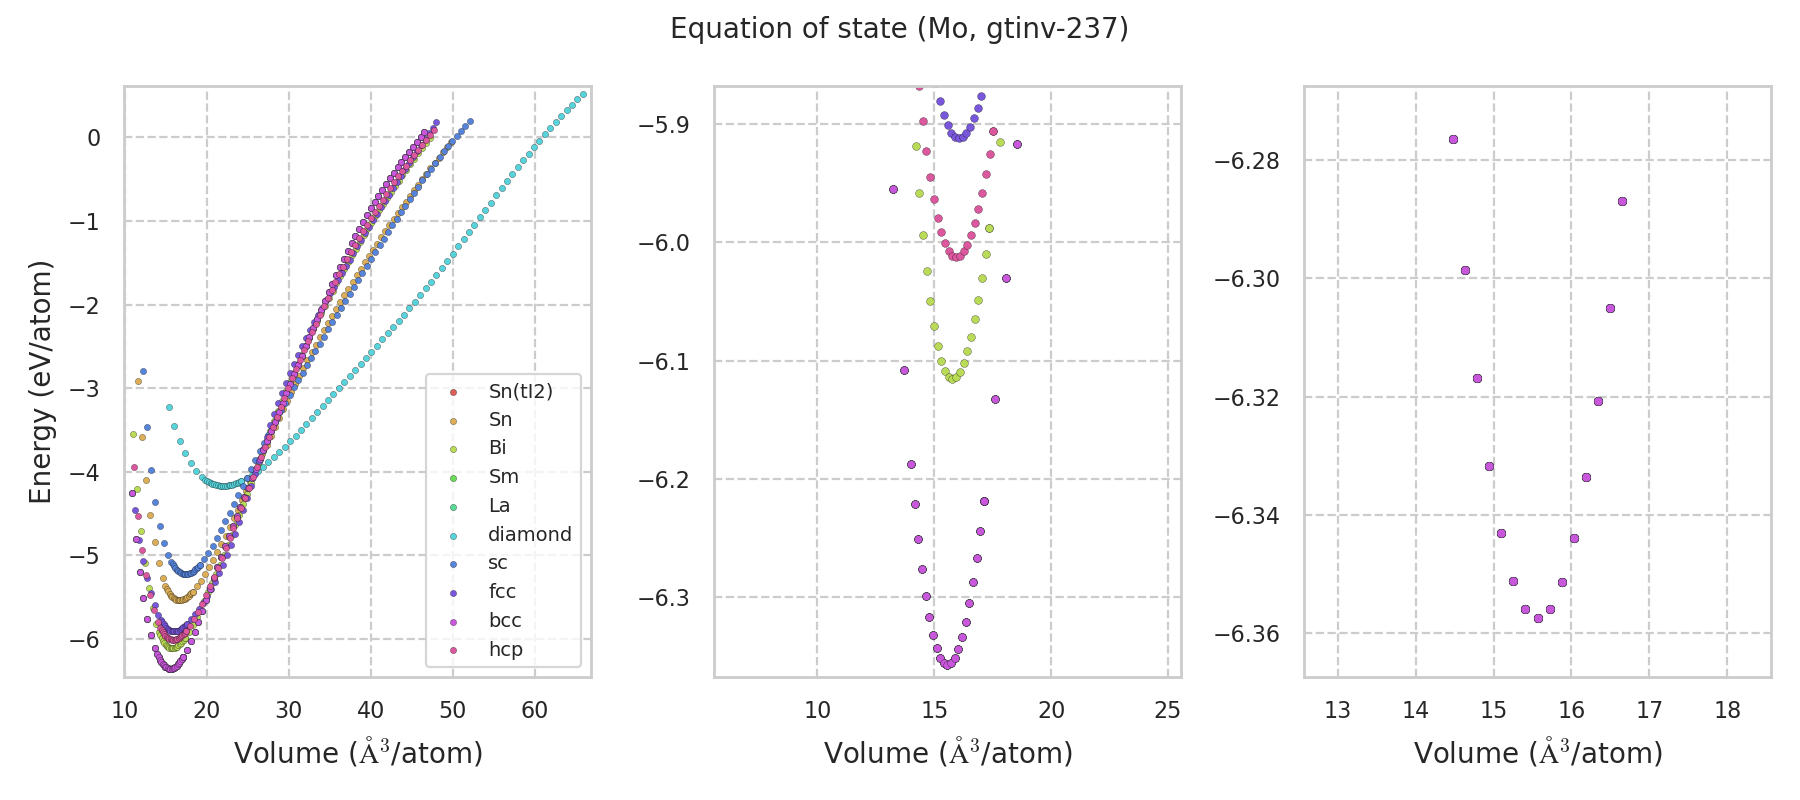 Equation of state (Mo, gtinv-237)
Energy (eV/atom)
0
−1
−2
−3
−4
−5
−6
10 20 30 40 50 60
Volume (Å³/atom)
Sn(tI2)
Sn
Bi
Sm
La
diamond
sc
fcc
bcc
hcp
−5.9
−6.0
−6.1
−6.2
−6.3
10 15 20 25
Volume (Å³/atom)
−6.28
−6.30
−6.32
−6.34
−6.36
13 14 15 16 17 18
Volume (Å³/atom)